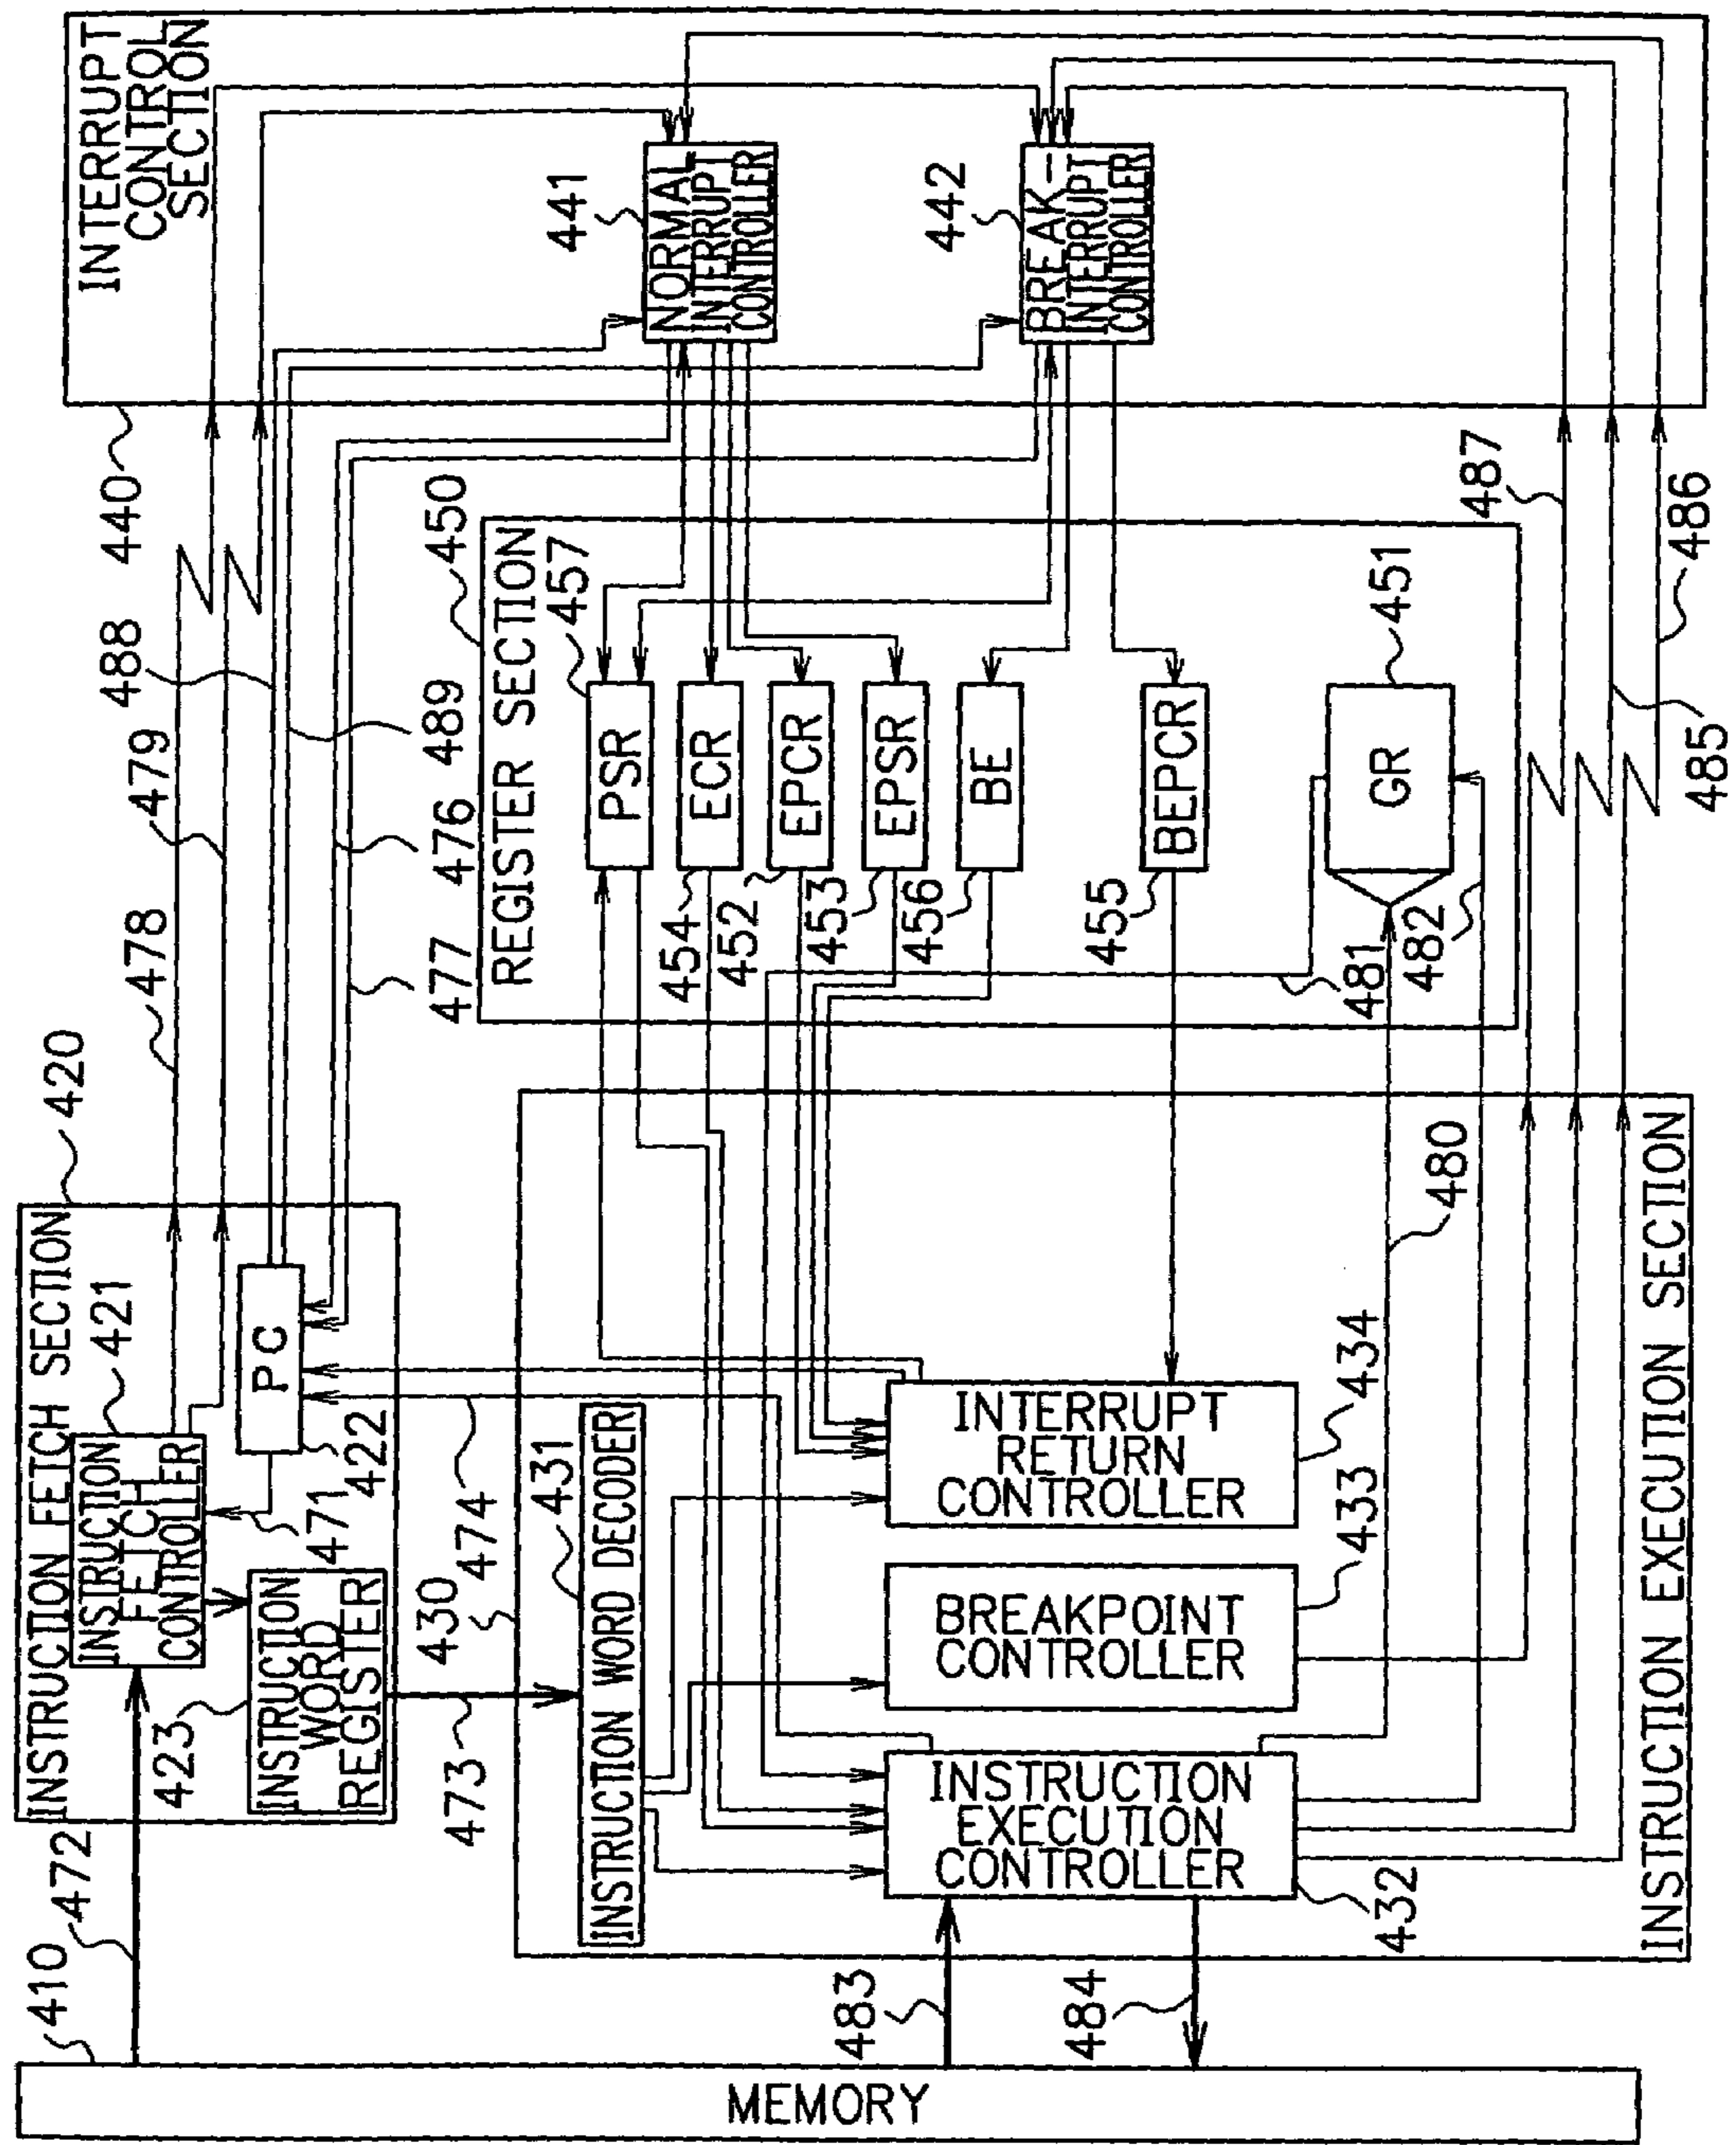 MEMORY
410
472
483
484
INSTRUCTION FETCH SECTION
420
INSTRUCTION
FETCH
CONTROLLER
421
PC
422
471
INSTRUCTION
WORD
REGISTER
423
473
430
474
478
479
488
489
476
477
INSTRUCTION EXECUTION SECTION
INSTRUCTION WORD DECODER
431
INSTRUCTION
EXECUTION
CONTROLLER
432
BREAKPOINT
CONTROLLER
433
INTERRUPT
RETURN
CONTROLLER
434
480
REGISTER SECTION
450
PSR
457
ECR
454
EPCR
452
EPSR
453
BE
456
BEPCR
455
GR
451
481
482
487
485
486
INTERRUPT
CONTROL
SECTION
440
NORMAL
INTERRUPT
CONTROLLER
441
BREAK-
INTERRUPT
CONTROLLER
442